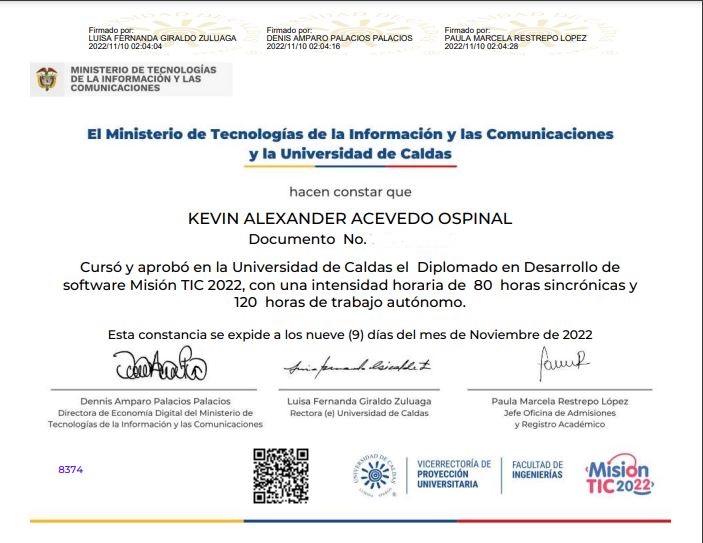 Firmado por:
LUISA FERNANDA GIRALDO ZULUAGA
2022/11/10 02:04:04
Firmado por:
DENIS AMPARO PALACIOS PALACIOS
2022/11/10 02:04:16
Firmado por:
PAULA MARCELA RESTREPO LOPEZ
2022/11/10 02:04:28
MINISTERIO DE TECNOLOGÍAS
DE LA INFORMACIÓN Y LAS
COMUNICACIONES
El Ministerio de Tecnologías de la Información y las Comunicaciones
y la Universidad de Caldas
hacen constar que
KEVIN ALEXANDER ACEVEDO OSPINAL
Documento No.
Cursó y aprobó en la Universidad de Caldas el Diplomado en Desarrollo de
software Misión TIC 2022, con una intensidad horaria de 80 horas sincrónicas y
120 horas de trabajo autónomo.
Esta constancia se expide a los nueve (9) días del mes de Noviembre de 2022
Dennis Amparo Palacios Palacios
Directora de Economía Digital del Ministerio de
Tecnologías de la Información y las Comunicaciones
Luisa Fernanda Giraldo Zuluaga
Rectora (e) Universidad de Caldas
Paula Marcela Restrepo López
Jefe Oficina de Admisiones
y Registro Académico
8374
UNIVERSIDAD DE CALDAS
VICERRECTORÍA DE
PROYECCIÓN
UNIVERSITARIA
FACULTAD DE
INGENIERÍAS
Misión
TIC2022